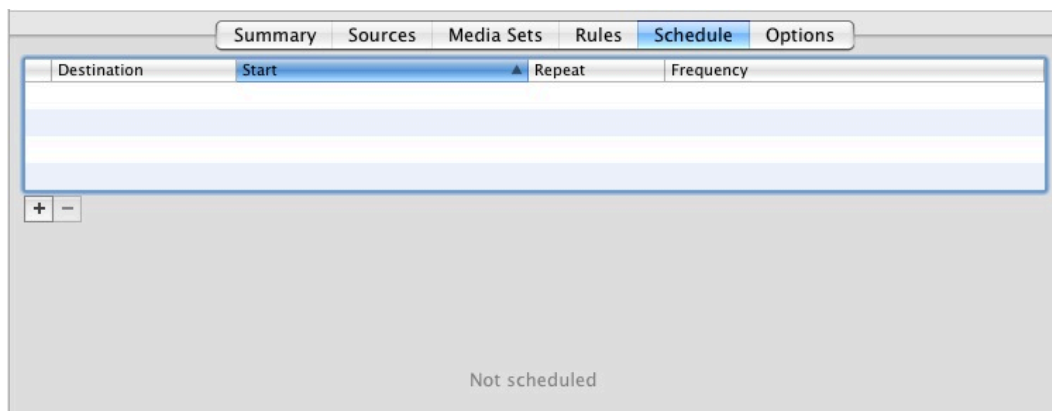 Summary Sources Media Sets Rules Schedule Options
Destination Start Repeat Frequency
+ −
Not scheduled